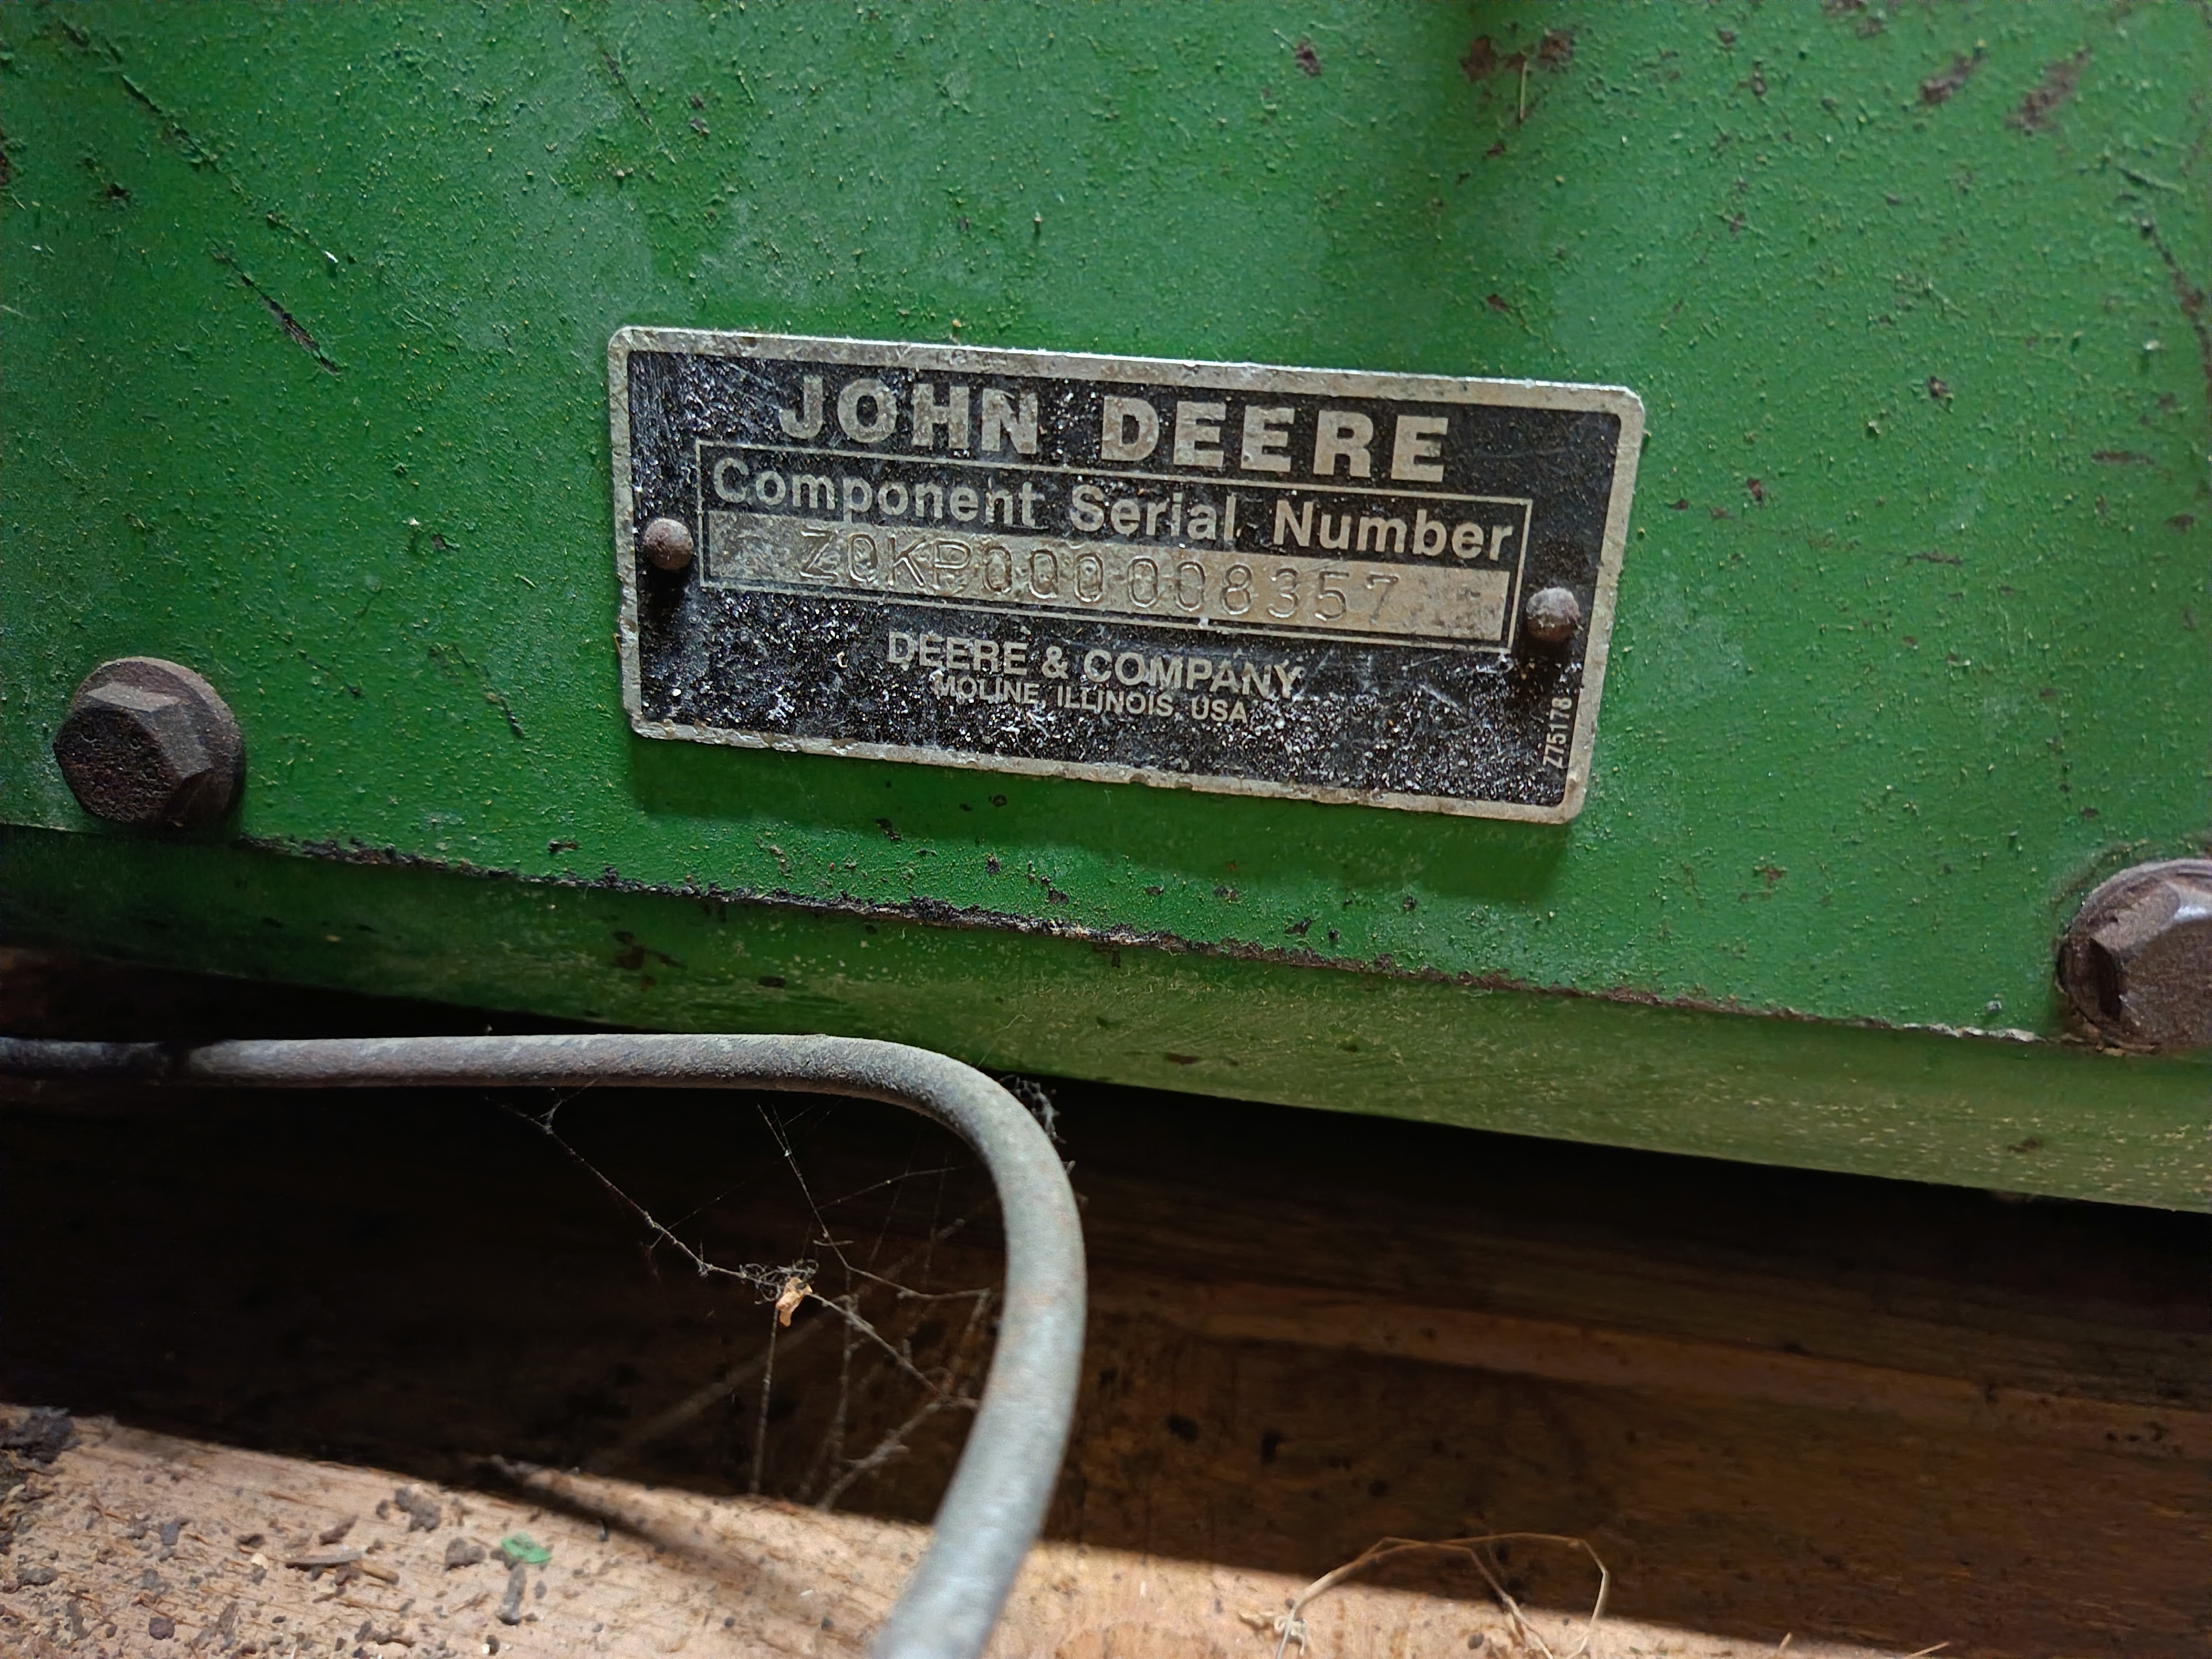 JOHN DEERE
Component Serial Number
Z0KP000008357
DEERE & COMPANY
MOLINE, ILLINOIS, USA
Z75178